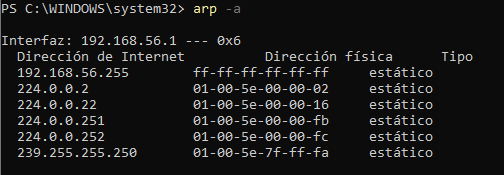 PS C:\WINDOWS\system32> arp -a
Interfaz: 192.168.56.1 --- 0x6
Dirección de Internet Dirección física Tipo
192.168.56.255 ff-ff-ff-ff-ff-ff estático
224.0.0.2 01-00-5e-00-00-02 estático
224.0.0.22 01-00-5e-00-00-16 estático
224.0.0.251 01-00-5e-00-00-fb estático
224.0.0.252 01-00-5e-00-00-fc estático
239.255.255.250 01-00-5e-7f-ff-fa estático